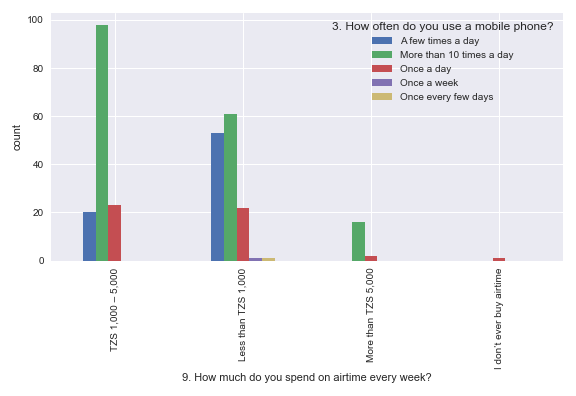 3. How often do you use a mobile phone?
A few times a day
More than 10 times a day
Once a day
Once a week
Once every few days
100
80
60
40
20
0
count
TZS 1,000 – 5,000
Less than TZS 1,000
More than TZS 5,000
I don't ever buy airtime
9. How much do you spend on airtime every week?